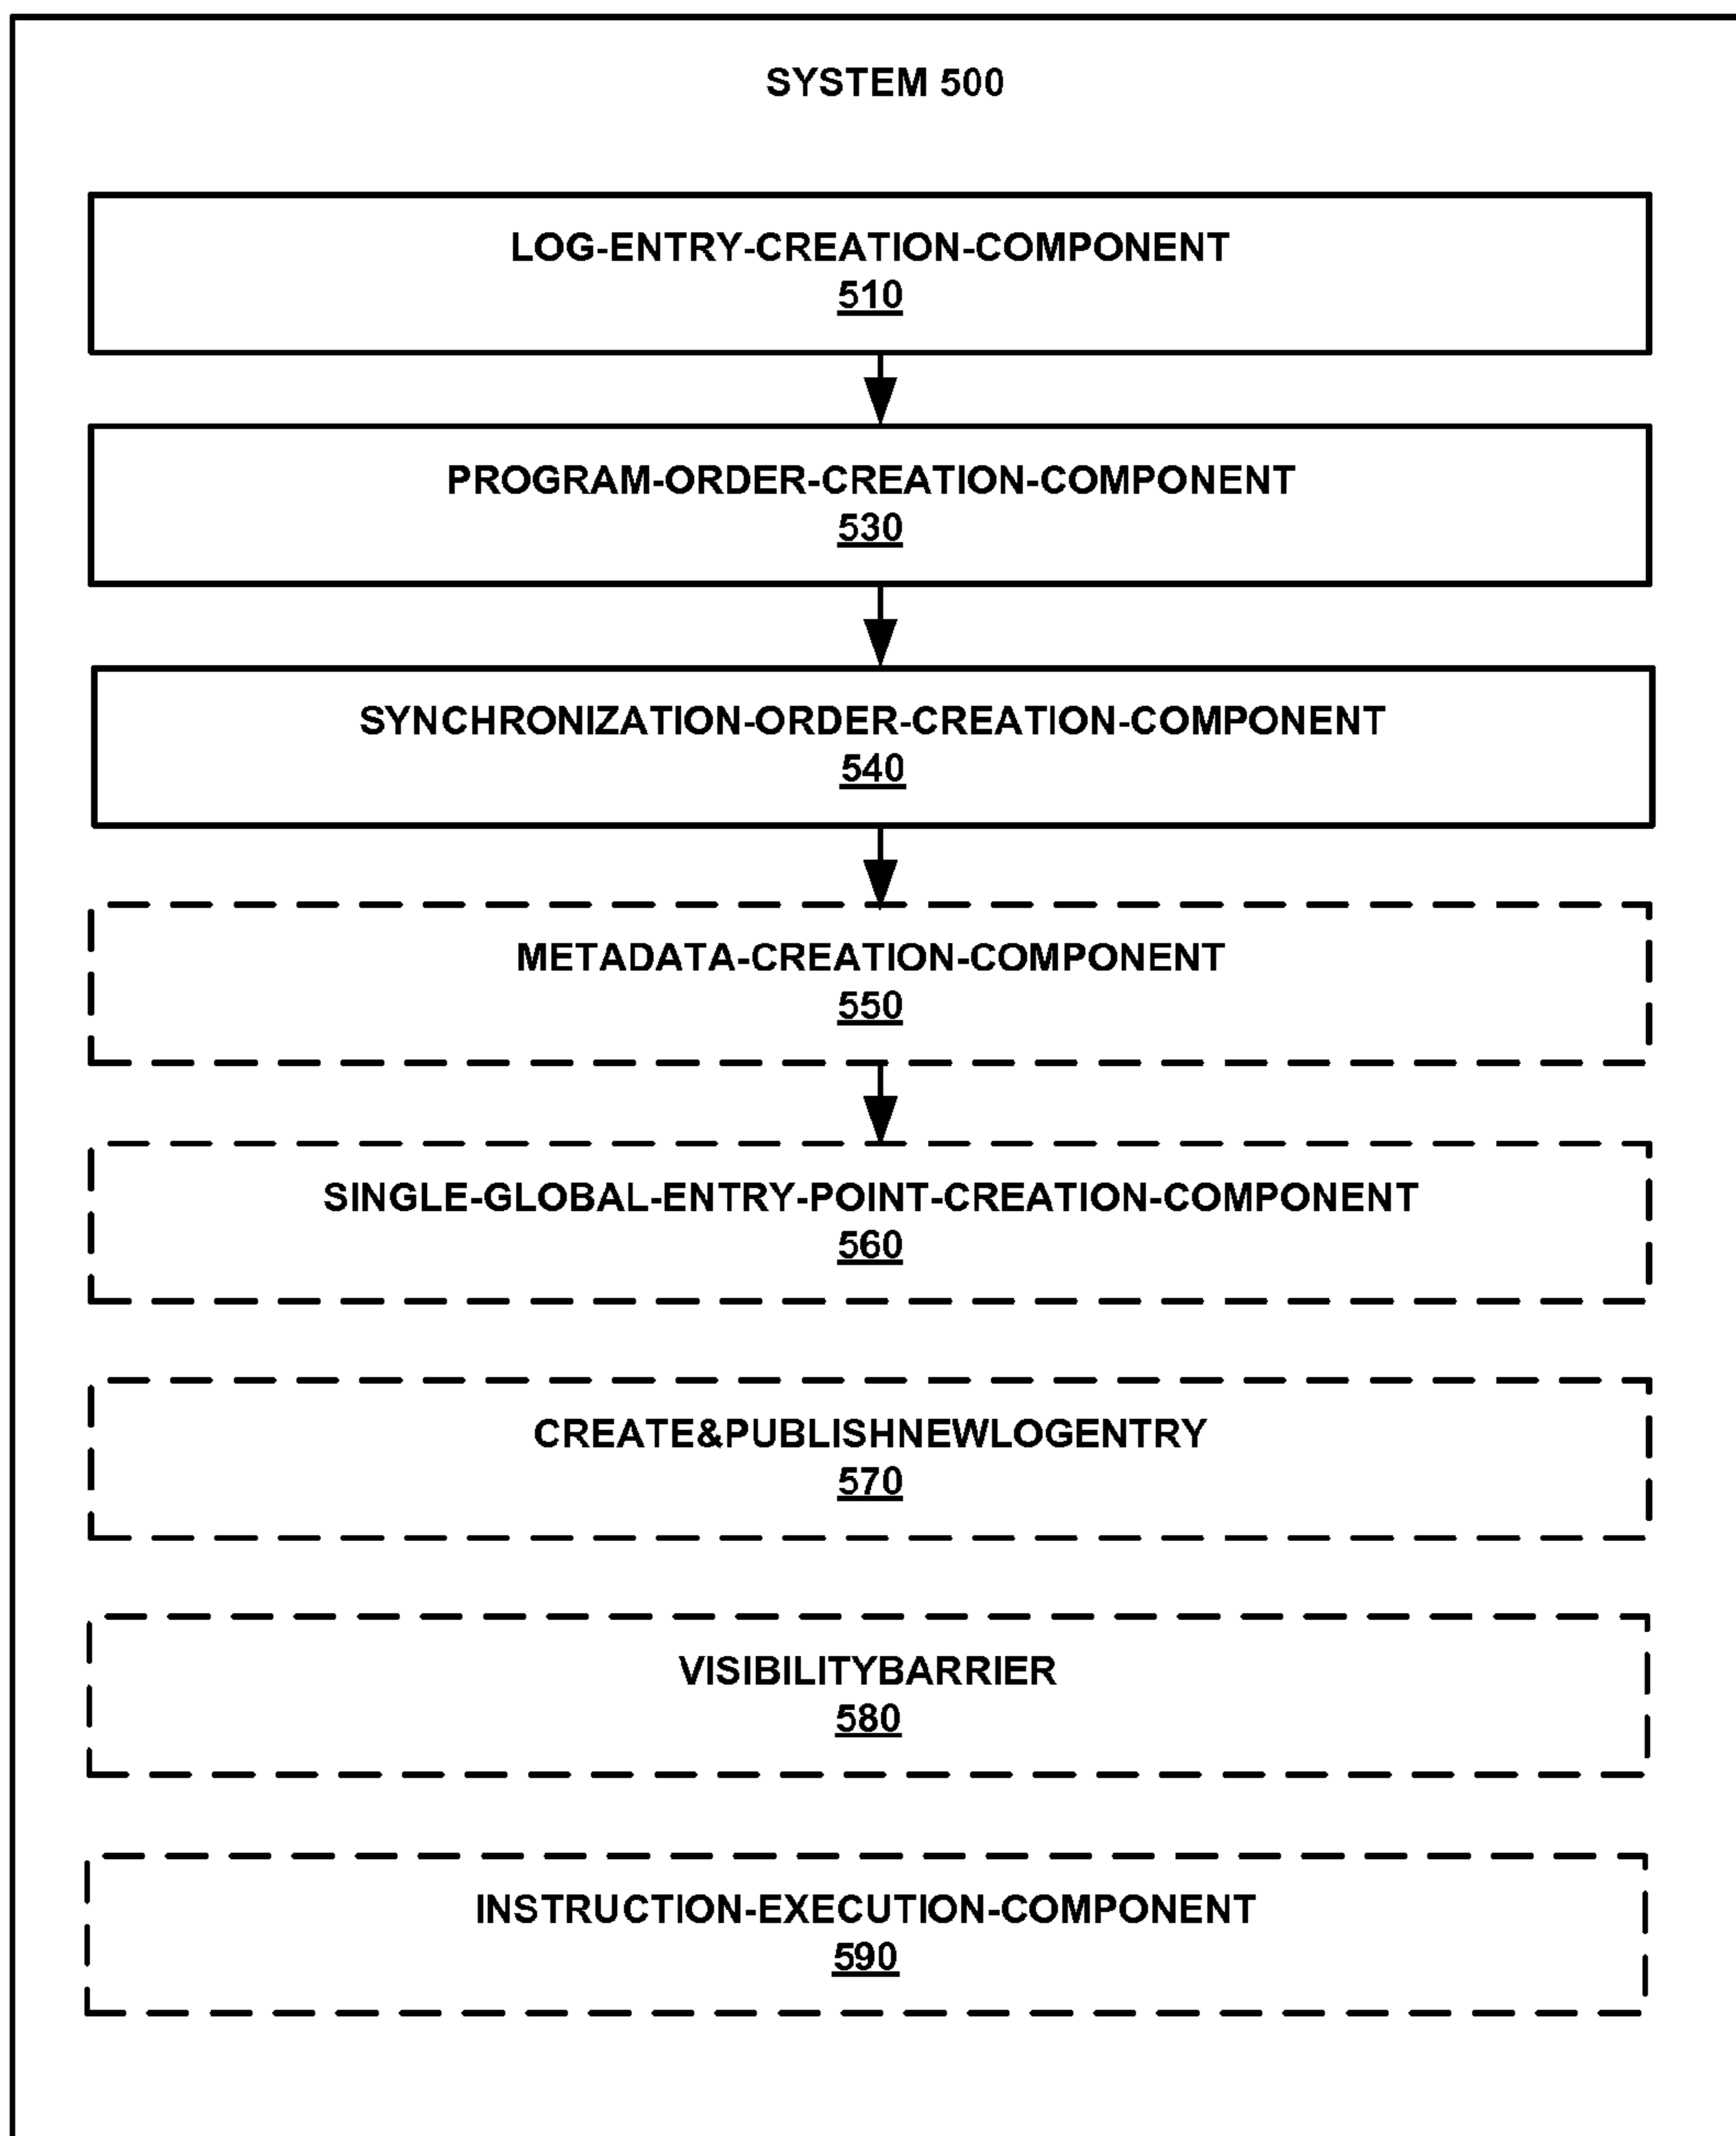 SYSTEM 500
LOG-ENTRY-CREATION-COMPONENT
510
PROGRAM-ORDER-CREATION-COMPONENT
530
SYNCHRONIZATION-ORDER-CREATION-COMPONENT
540
METADATA-CREATION-COMPONENT
550
SINGLE-GLOBAL-ENTRY-POINT-CREATION-COMPONENT
560
CREATE&PUBLISHNEWLOGENTRY
570
VISIBILITYBARRIER
580
INSTRUCTION-EXECUTION-COMPONENT
590